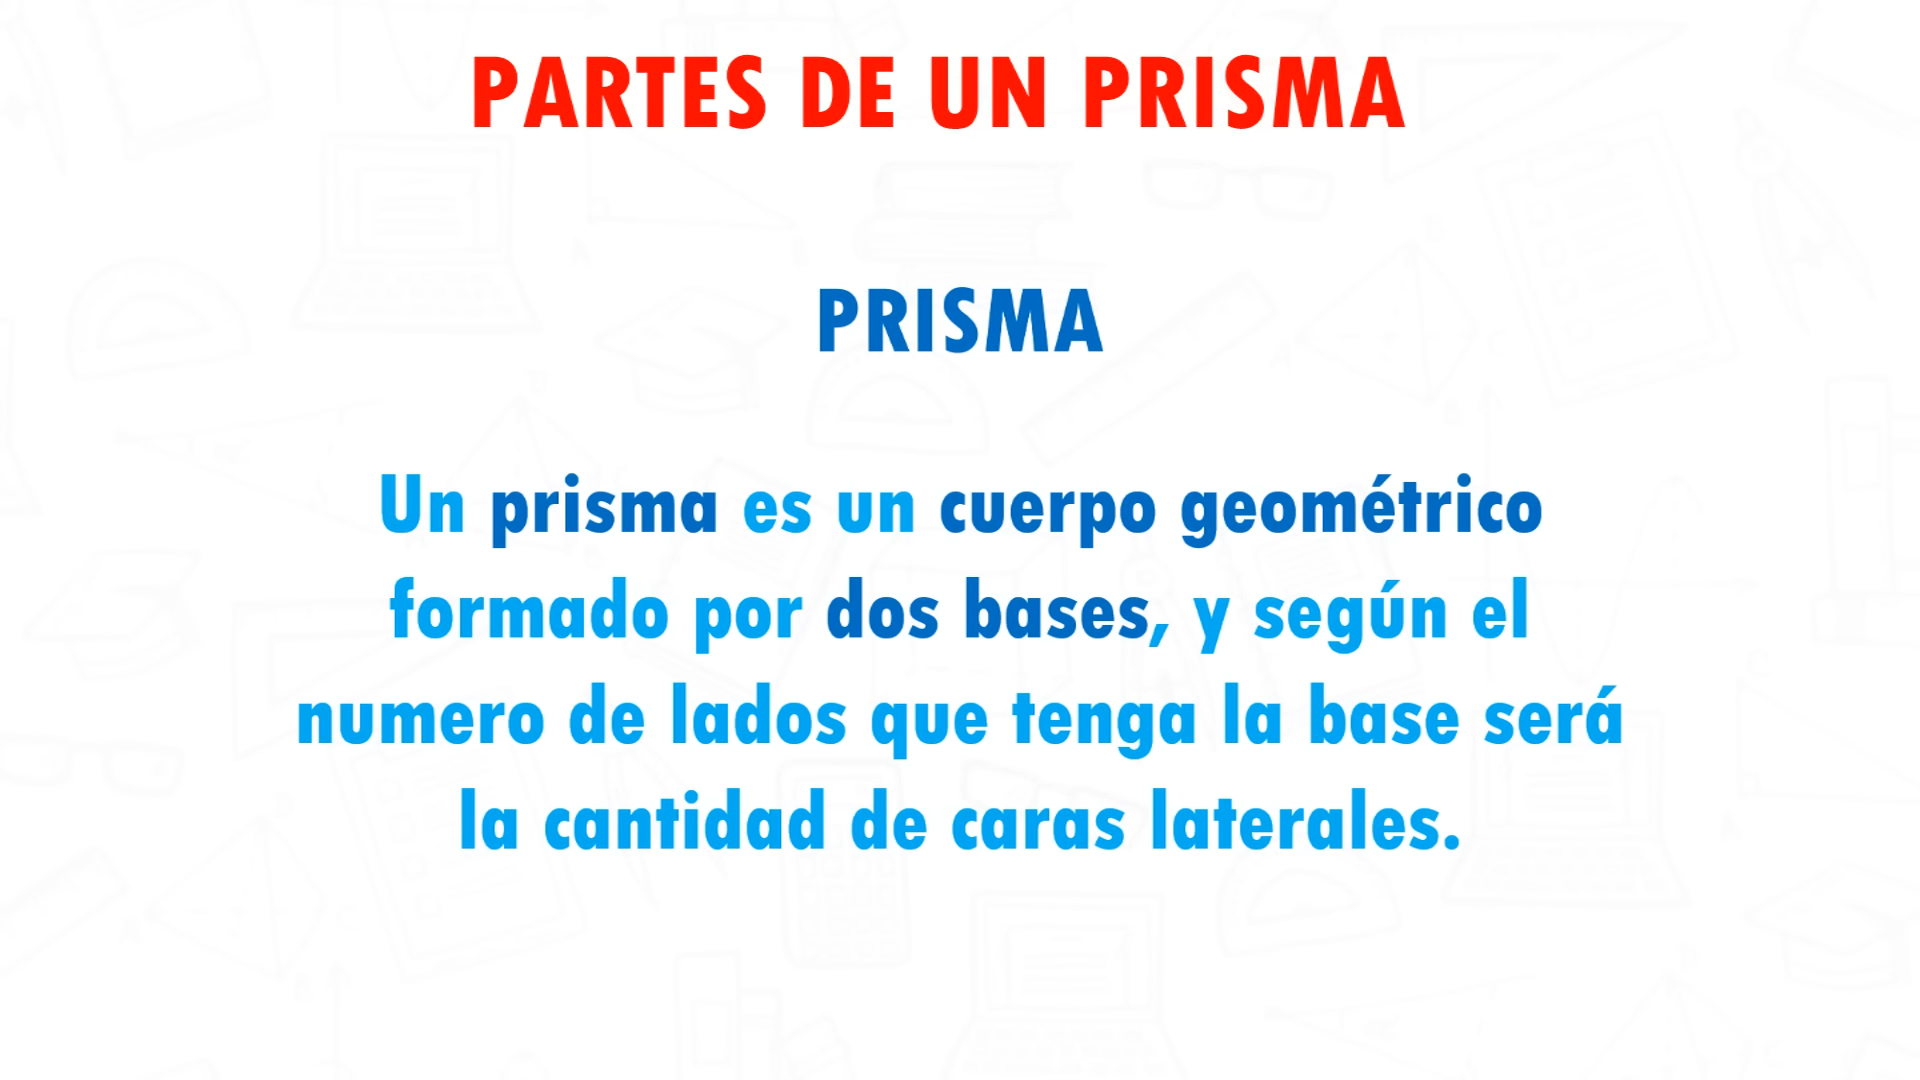 PARTES DE UN PRISMA
PRISMA
Un prisma es un cuerpo geométrico
formado por dos bases, y según el
numero de lados que tenga la base será
la cantidad de caras laterales.